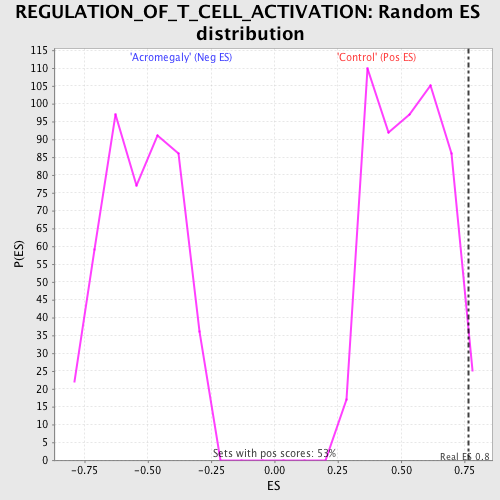 REGULATION_OF_T_CELL_ACTIVATION: Random ES
distribution
'Acromegaly' (Neg ES)
'Control' (Pos ES)
115
110
105
100
95
90
85
80
75
70
65
60
55
50
45
40
35
30
25
20
15
10
5
0
P(ES)
Sets with pos scores: 53%
Real ES 0.8
-0.75 -0.50 -0.25 0.00 0.25 0.50 0.75
ES